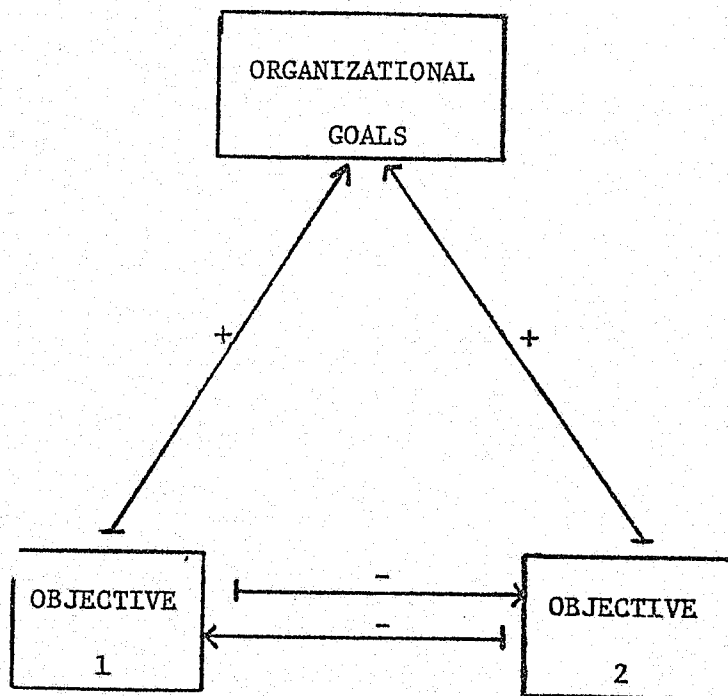 ORGANIZATIONAL
GOALS
+
+
OBJECTIVE
1
-
-
OBJECTIVE
2